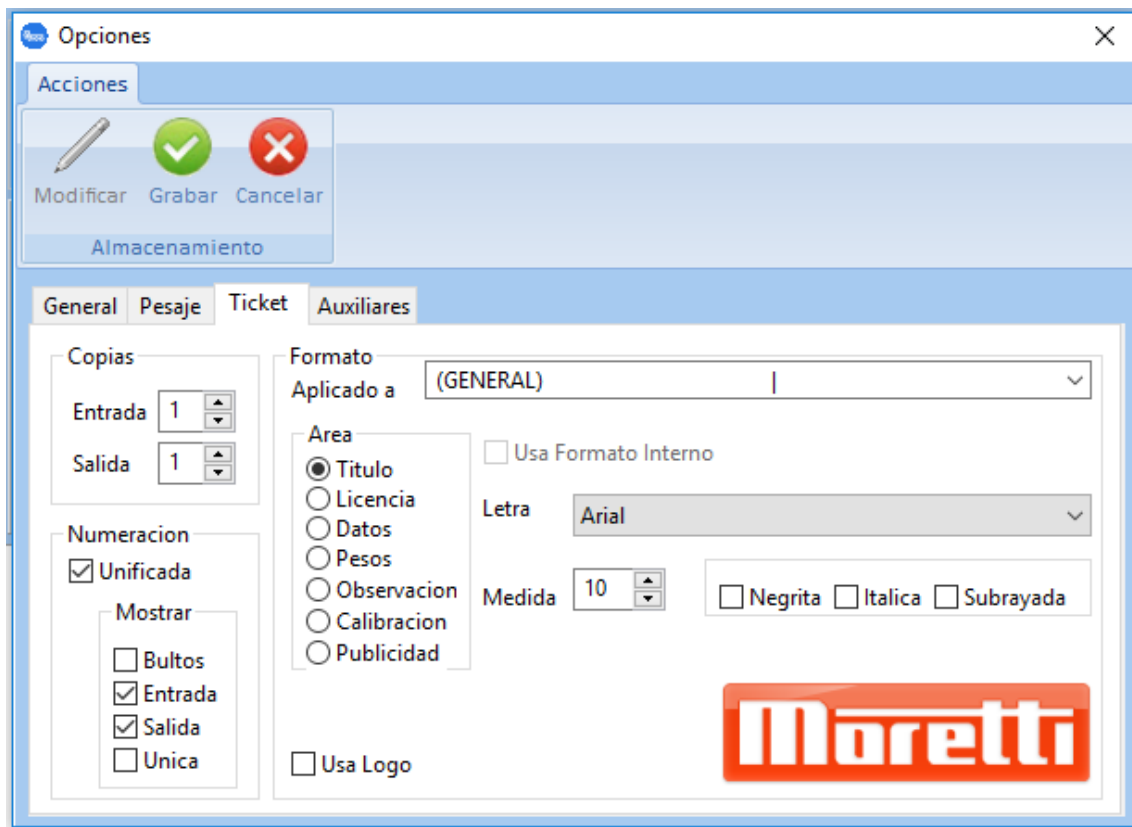 Opciones
Acciones
Modificar Grabar Cancelar
Almacenamiento
General Pesaje Ticket Auxiliares
Copias
Entrada 1
Salida 1
Numeracion
Unificada
Mostrar
Bultos
Entrada
Salida
Unica
Formato
Aplicado a (GENERAL) |
Area
Titulo
Licencia
Datos
Pesos
Observacion
Calibracion
Publicidad
Usa Formato Interno
Letra Arial
Medida 10 Negrita Italica Subrayada
Usa Logo
Moretti